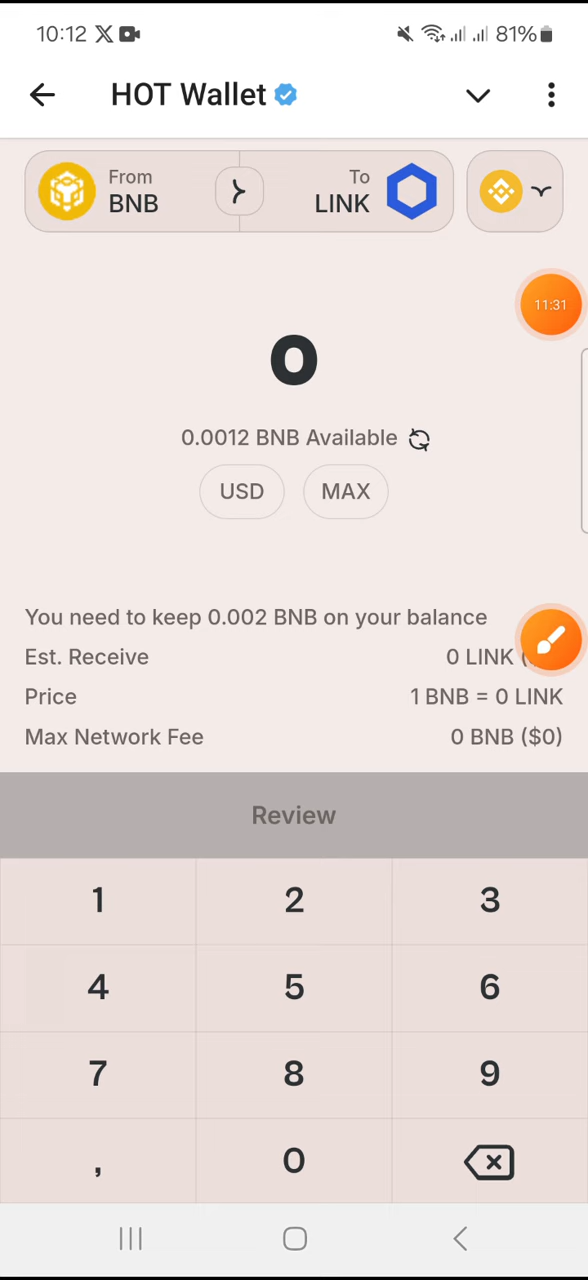 10:12 81%
HOT Wallet
From
BNB
To
LINK
11:31
0
0.0012 BNB Available
USD MAX
You need to keep 0.002 BNB on your balance
Est. Receive 0 LINK (
Price 1 BNB = 0 LINK
Max Network Fee 0 BNB ($0)
Review
1 2 3
4 5 6
7 8 9
, 0